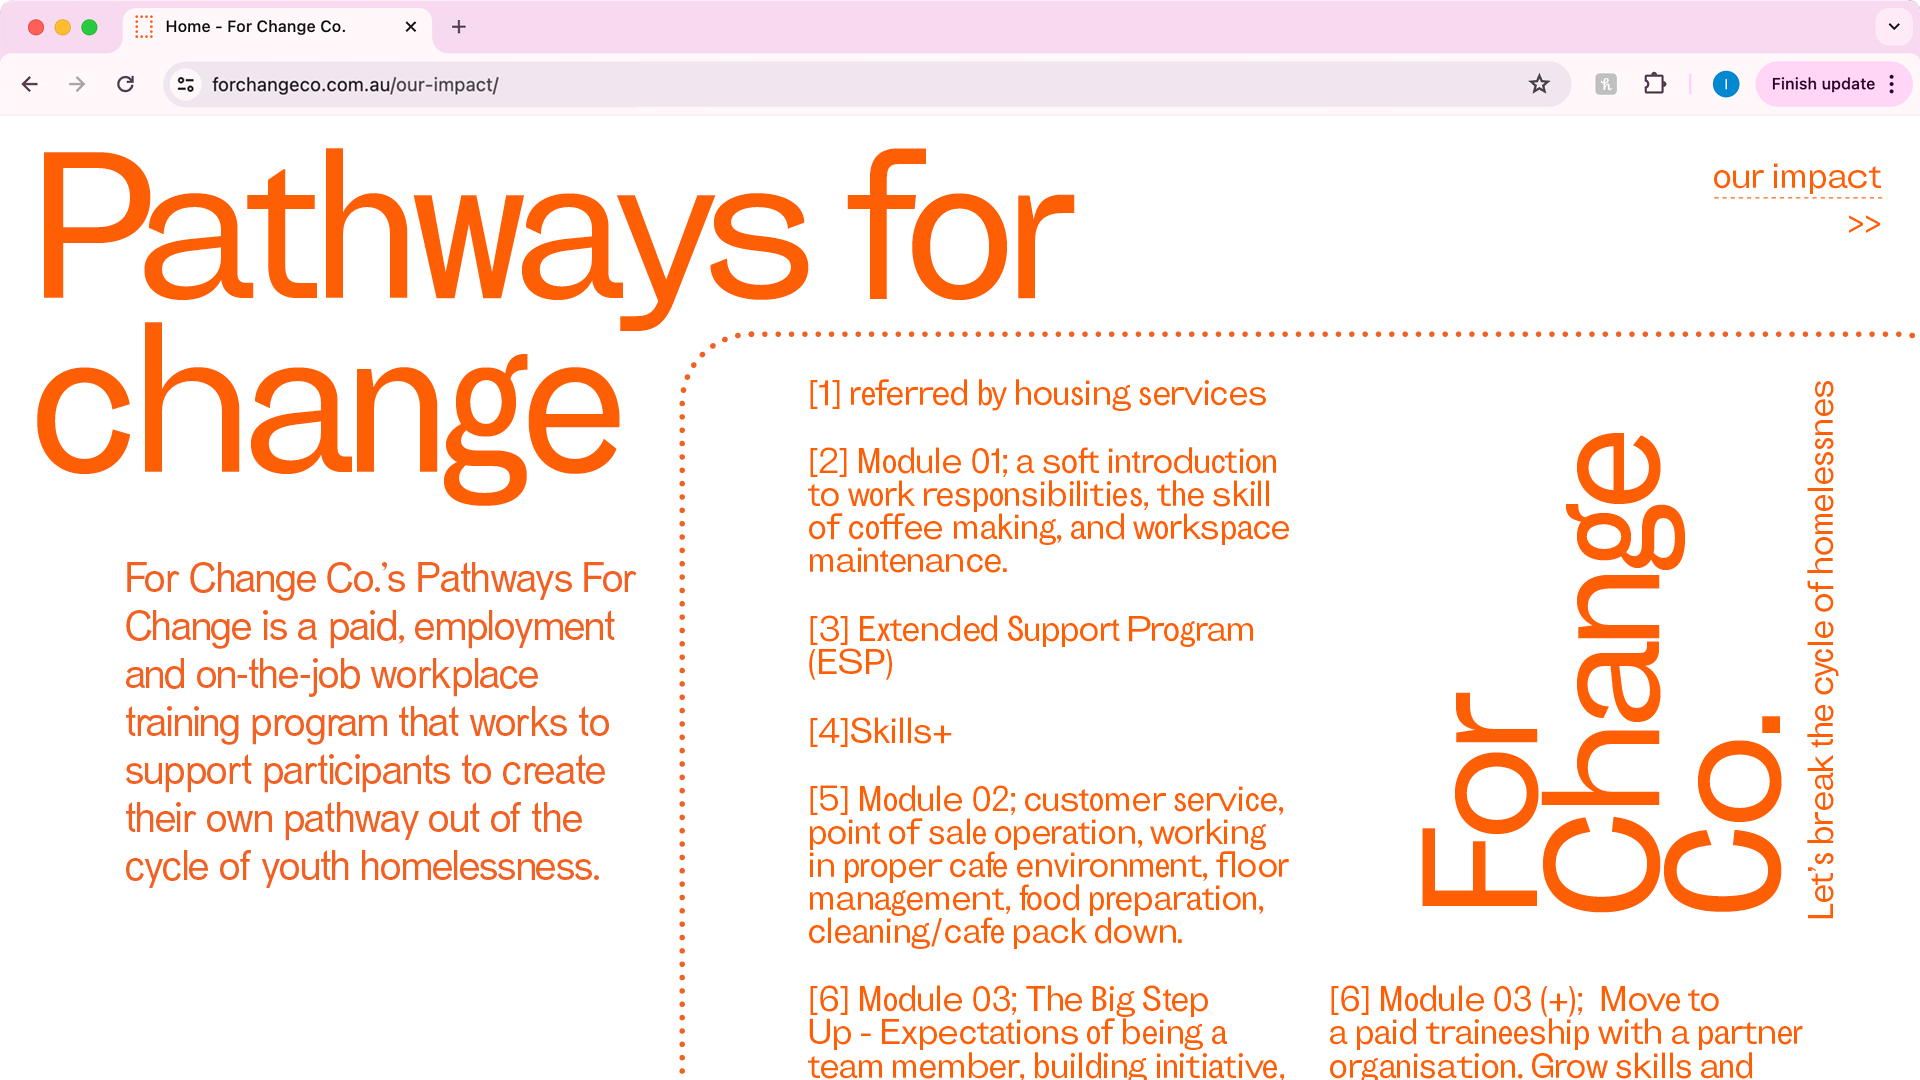 Home - For Change Co.
forchangeco.com.au/our-impact/
I
Finish update
Pathways for
change
our impact
>>
For Change Co.'s Pathways For
Change is a paid, employment
and on-the-job workplace
training program that works to
support participants to create
their own pathway out of the
cycle of youth homelessness.
[1] referred by housing services
[2] Module 01; a soft introduction
to work responsibilities, the skill
of coffee making, and workspace
maintenance.
[3] Extended Support Program
(ESP)
[4]Skills+
[5] Module 02; customer service,
point of sale operation, working
in proper cafe environment, floor
management, food preparation,
cleaning/cafe pack down.
[6] Module 03; The Big Step
Up - Expectations of being a
team member, building initiative,
For
Change
Co.
Let's break the cycle of homelessnes
[6] Module 03 (+);  Move to
a paid traineeship with a partner
organisation. Grow skills and